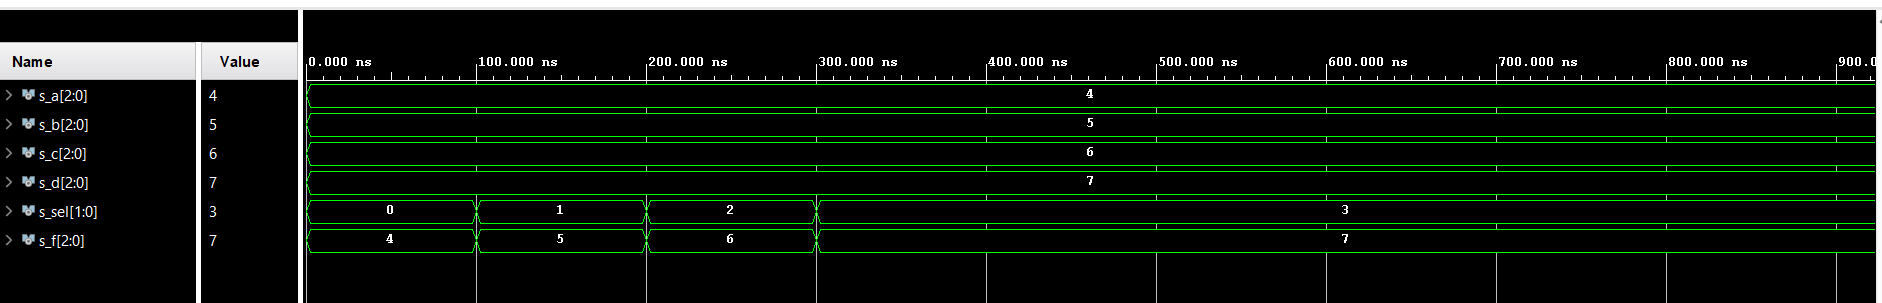 Name Value 0.000 ns 100.000 ns 200.000 ns 300.000 ns 400.000 ns 500.000 ns 600.000 ns 700.000 ns 800.000 ns 900.0
s_a[2:0] 4 4
s_b[2:0] 5 5
s_c[2:0] 6 6
s_d[2:0] 7 7
s_sel[1:0] 3 0 1 2 3
s_f[2:0] 7 4 5 6 7